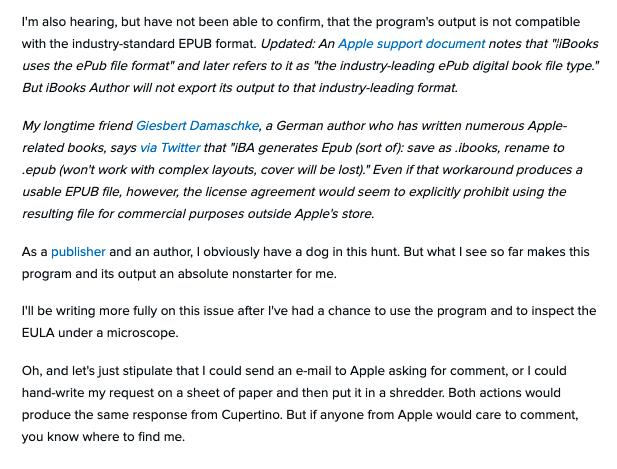 I'm also hearing, but have not been able to confirm, that the program's output is not compatible
with the industry-standard EPUB format. Updated: An Apple support document notes that "iBooks
uses the ePub file format" and later refers to it as "the industry-leading ePub digital book file type."
But iBooks Author will not export its output to that industry-leading format.
My longtime friend Giesbert Damaschke, a German author who has written numerous Apple-
related books, says via Twitter that "iBA generates Epub (sort of): save as .ibooks, rename to
.epub (won't work with complex layouts, cover will be lost)." Even if that workaround produces a
usable EPUB file, however, the license agreement would seem to explicitly prohibit using the
resulting file for commercial purposes outside Apple's store.
As a publisher and an author, I obviously have a dog in this hunt. But what I see so far makes this
program and its output an absolute nonstarter for me.
I'll be writing more fully on this issue after I've had a chance to use the program and to inspect the
EULA under a microscope.
Oh, and let's just stipulate that I could send an e-mail to Apple asking for comment, or I could
hand-write my request on a sheet of paper and then put it in a shredder. Both actions would
produce the same response from Cupertino. But if anyone from Apple would care to comment,
you know where to find me.